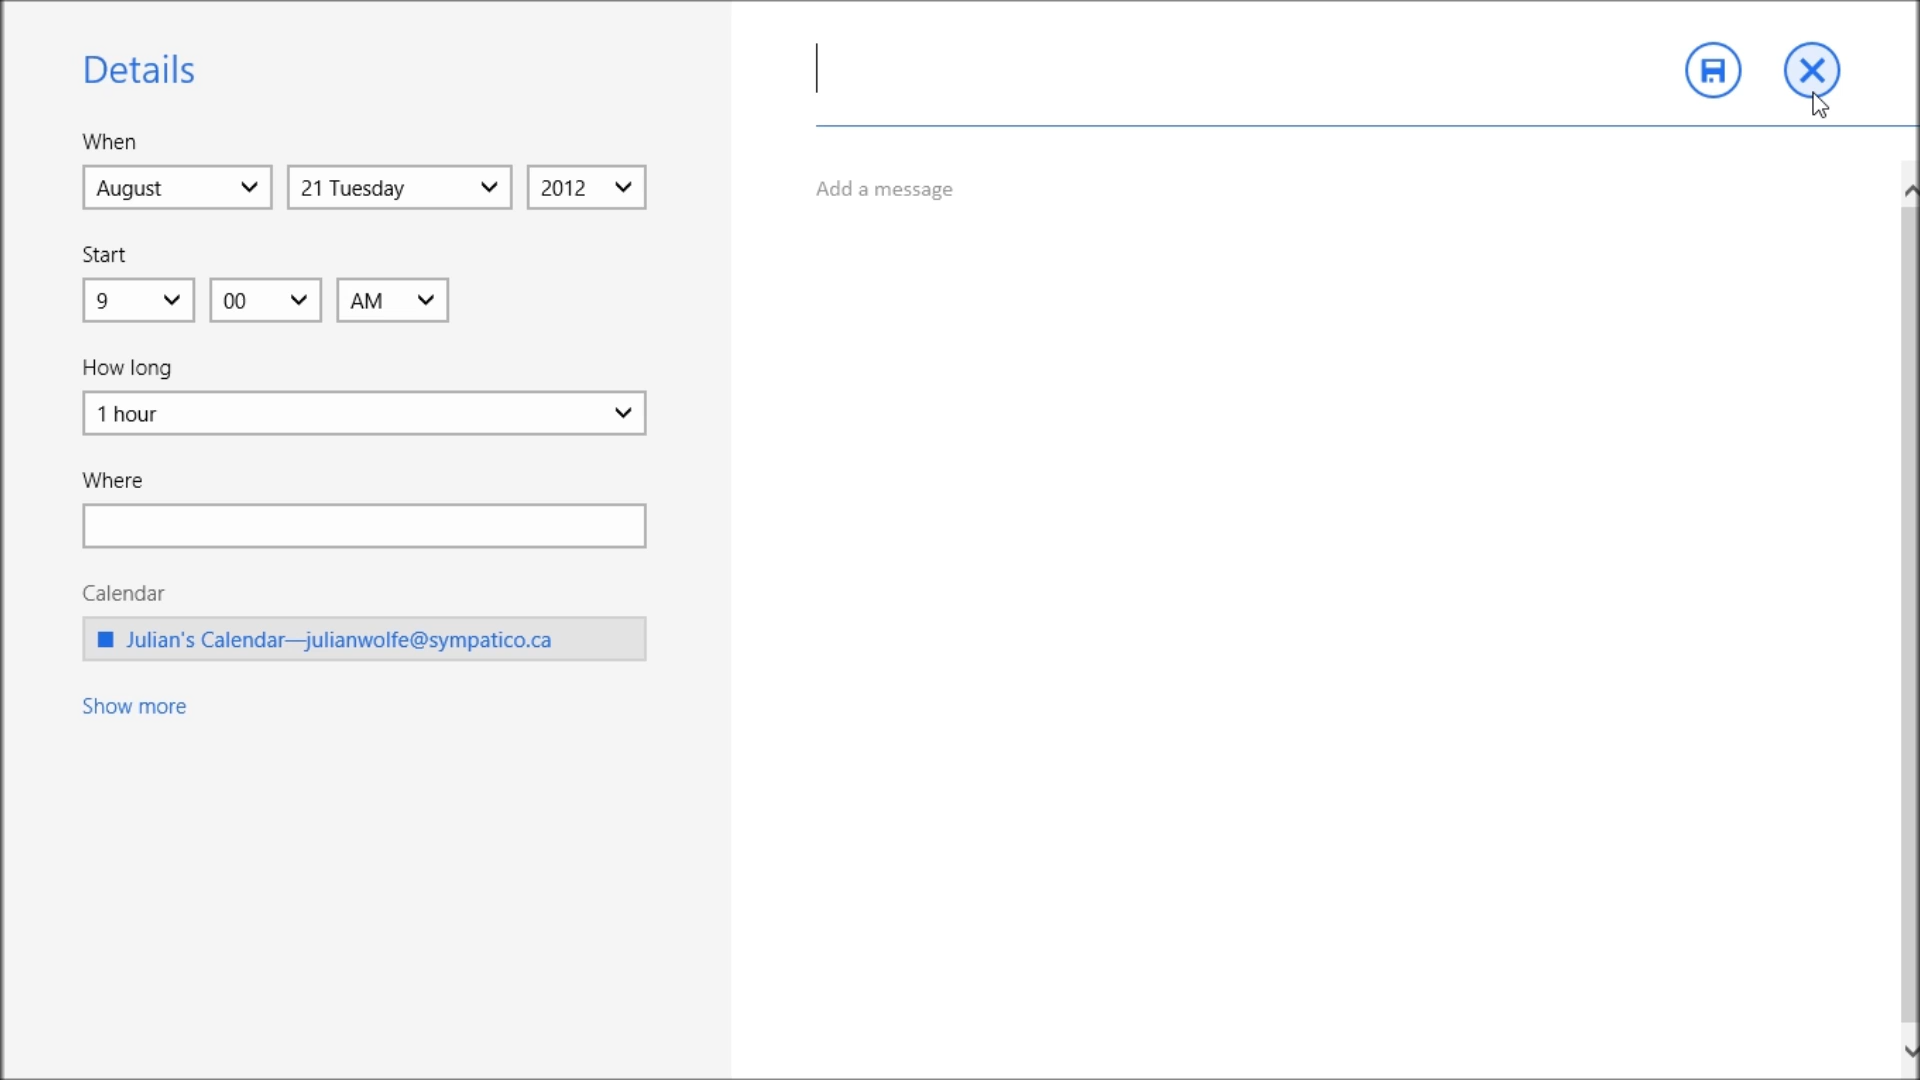 Details
When
August 21 Tuesday 2012
Start
9 00 AM
How long
1 hour
Where
Calendar
Julian's Calendar—julianwolfe@sympatico.ca
Show more
Add a message